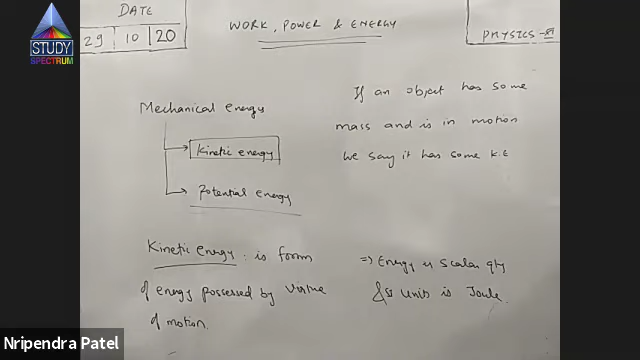 STUDY
SPECTRUM
DATE
29 10 20
WORK, POWER & ENERGY
PHYSICS
Mechanical energy
Kinetic energy
Potential energy
If an object has some
mass and is in motion
We say it has some K.E
Kinetic energy : is form
of energy possessed by virtue
of motion.
=> Energy is Scalar qty
& SI Units is Joule.
Nripendra Patel